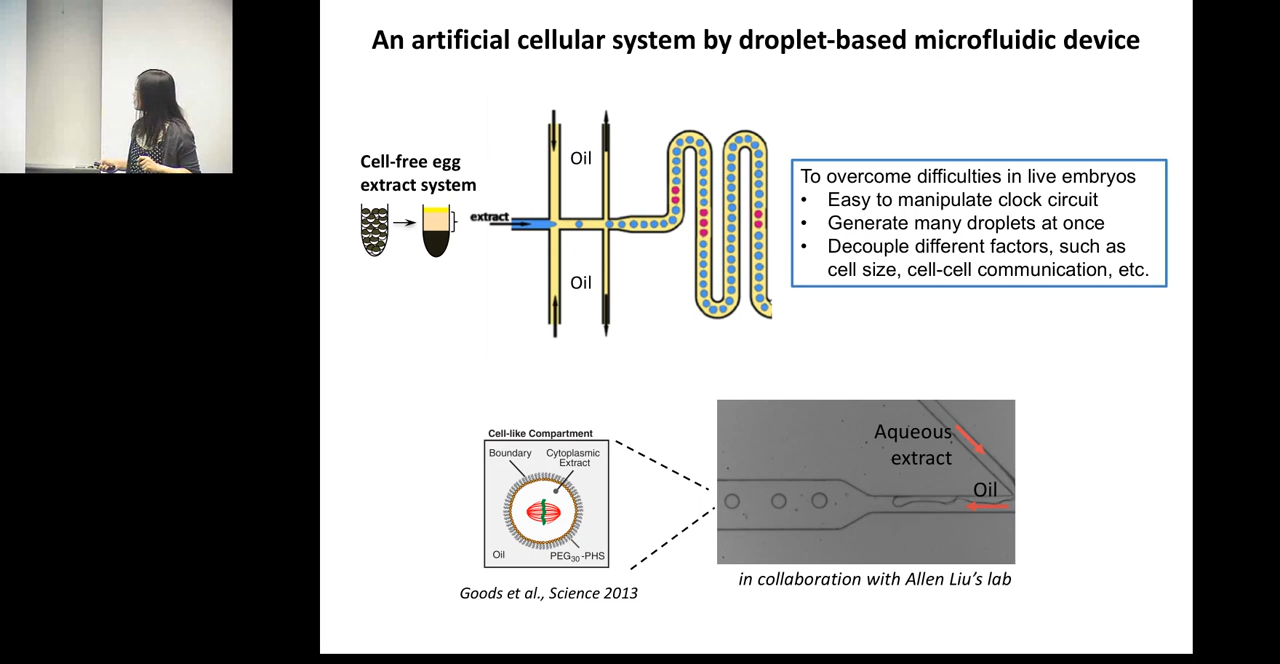 An artificial cellular system by droplet-based microfluidic device
Cell-free egg
extract system
extract
Oil
Oil
To overcome difficulties in live embryos
• Easy to manipulate clock circuit
• Generate many droplets at once
• Decouple different factors, such as
cell size, cell-cell communication, etc.
Cell-like Compartment
Boundary
Cytoplasmic
Extract
Oil
PEG30-PHS
Goods et al., Science 2013
Aqueous
extract
Oil
in collaboration with Allen Liu's lab